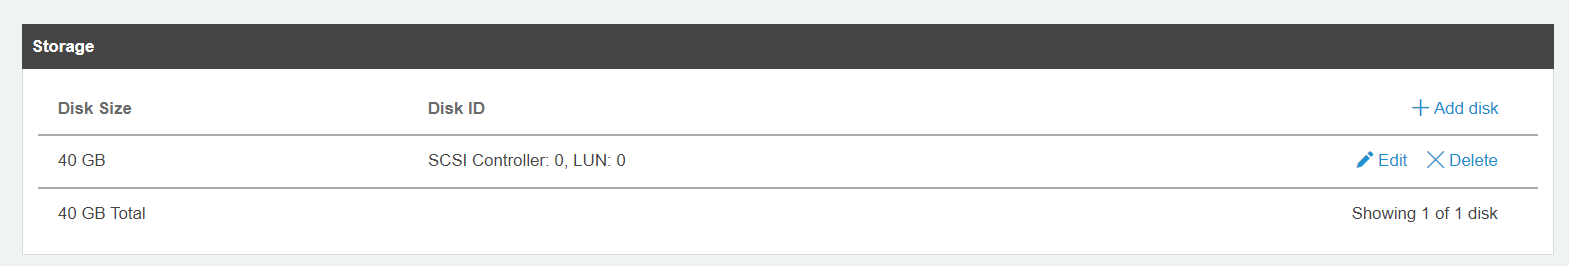 Storage
Disk Size Disk ID Add disk
40 GB SCSI Controller: 0, LUN: 0 Edit Delete
40 GB Total Showing 1 of 1 disk